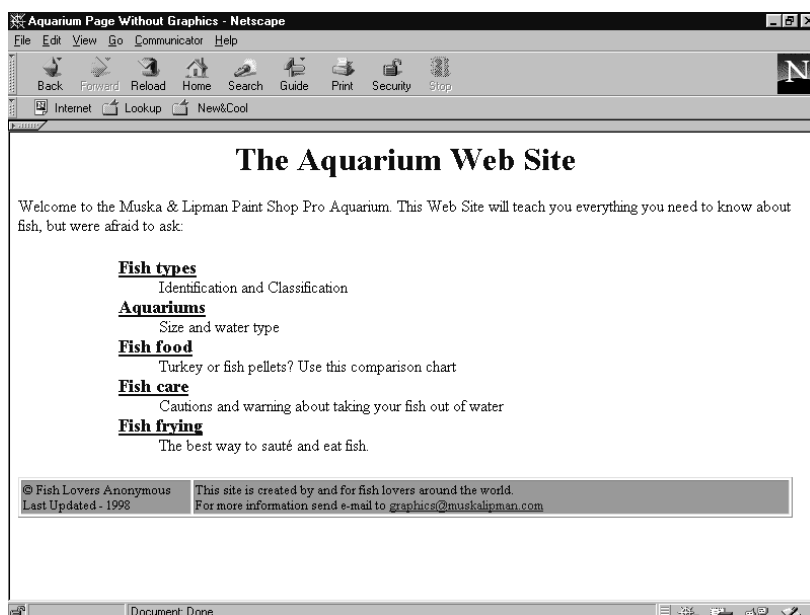 Aquarium Page Without Graphics - Netscape
File Edit View Go Communicator Help
Back Forward Reload Home Search Guide Print Security Stop
N
Internet Lookup New&Cool
The Aquarium Web Site
Welcome to the Muska & Lipman Paint Shop Pro Aquarium. This Web Site will teach you everything you need to know about
fish, but were afraid to ask:
Fish types
Identification and Classification
Aquariums
Size and water type
Fish food
Turkey or fish pellets? Use this comparison chart
Fish care
Cautions and warning about taking your fish out of water
Fish frying
The best way to sauté and eat fish.
© Fish Lovers Anonymous
Last Updated - 1998
This site is created by and for fish lovers around the world.
For more information send e-mail to graphics@muskalipman.com
Document: Done